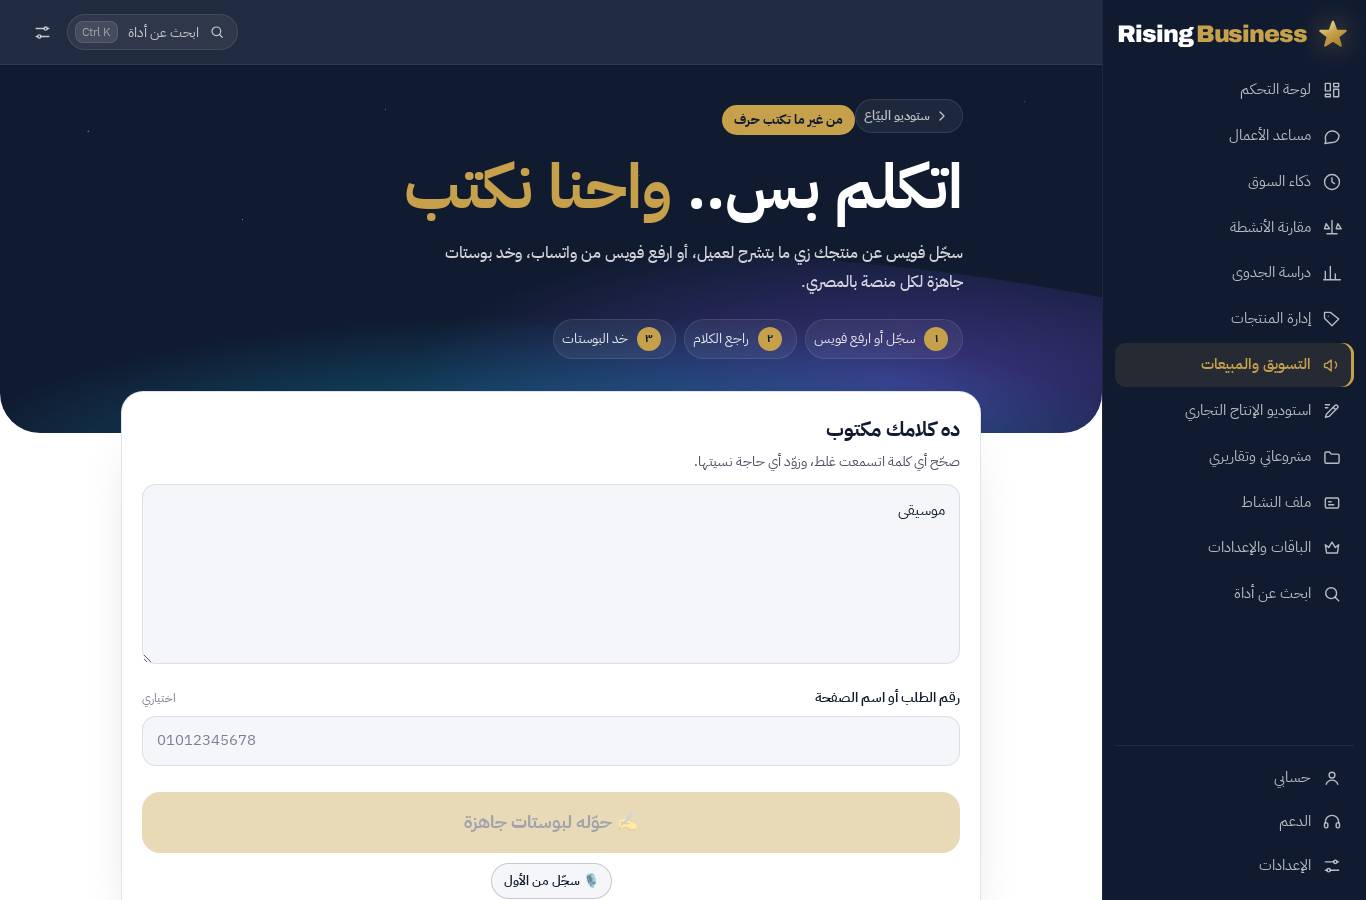 Rising Business
لوحة التحكم
مساعد الأعمال
ذكاء السوق
مقارنة الأنشطة
دراسة الجدوى
إدارة المنتجات
التسويق والمبيعات
استوديو الإنتاج التجاري
مشروعاتي وتقاريري
ملف النشاط
الباقات والإعدادات
ابحث عن أداة
حسابي
الدعم
الإعدادات
ابحث عن أداة Ctrl K
ستوديو البيّاع
من غير ما تكتب حرف
اتكلم بس.. واحنا نكتب
سجّل فويس عن منتجك زي ما بتشرح لعميل، أو ارفع فويس من واتساب، وخد بوستات
جاهزة لكل منصة بالمصري.
١ سجّل أو ارفع فويس
٢ راجع الكلام
٣ خد البوستات
ده كلامك مكتوب
صحّح أي كلمة اتسمعت غلط، وزوّد أي حاجة نسيتها.
موسيقى
رقم الطلب أو اسم الصفحة
اختياري
01012345678
✍️ حوّله لبوستات جاهزة
🎙️ سجّل من الأول